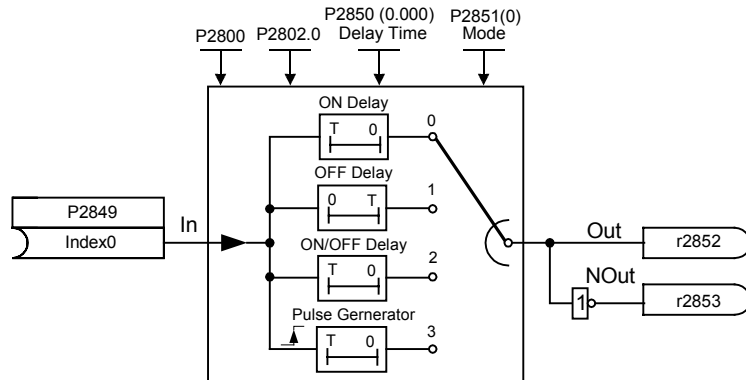 P2800 P2802.0 P2850 (0.000) P2851(0)
Delay Time Mode
ON Delay
T 0 0
OFF Delay
0 T 1
P2849
Index0
In
ON/OFF Delay
T 0 2
Pulse Gernerator
T 0 3
Out
r2852
NOut
1
r2853